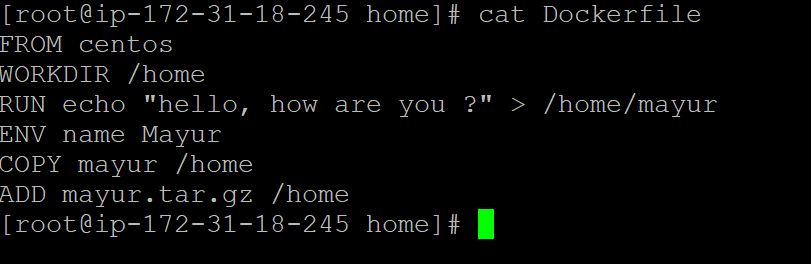 [root@ip-172-31-18-245 home]# cat Dockerfile
FROM centos
WORKDIR /home
RUN echo "hello, how are you ?" > /home/mayur
ENV name Mayur
COPY mayur /home
ADD mayur.tar.gz /home
[root@ip-172-31-18-245 home]#